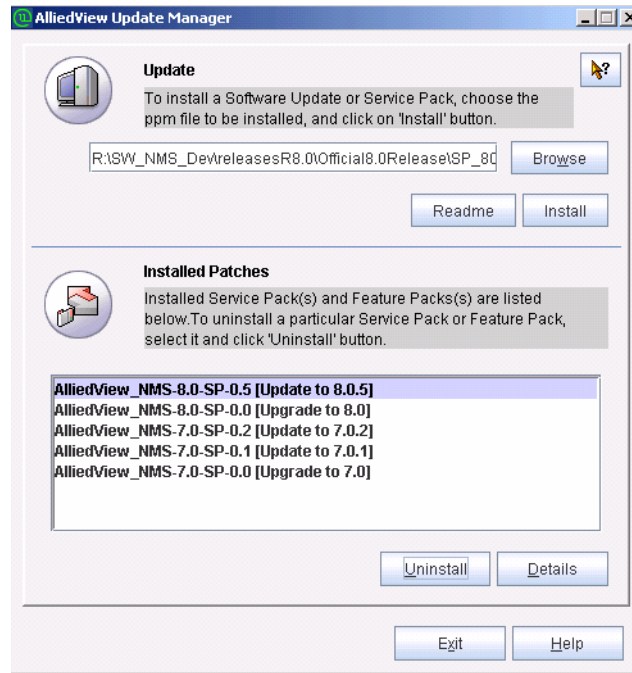 AlliedView Update Manager
Update
To install a Software Update or Service Pack, choose the
ppm file to be installed, and click on 'Install' button.
R:\SW_NMS_Dev\releasesR8.0\Official8.0Release\SP_80
Browse
Readme
Install
Installed Patches
Installed Service Pack(s) and Feature Packs(s) are listed
below.To uninstall a particular Service Pack or Feature Pack,
select it and click 'Uninstall' button.
AlliedView_NMS-8.0-SP-0.5 [Update to 8.0.5]
AlliedView_NMS-8.0-SP-0.0 [Upgrade to 8.0]
AlliedView_NMS-7.0-SP-0.2 [Update to 7.0.2]
AlliedView_NMS-7.0-SP-0.1 [Update to 7.0.1]
AlliedView_NMS-7.0-SP-0.0 [Upgrade to 7.0]
Uninstall
Details
Exit
Help